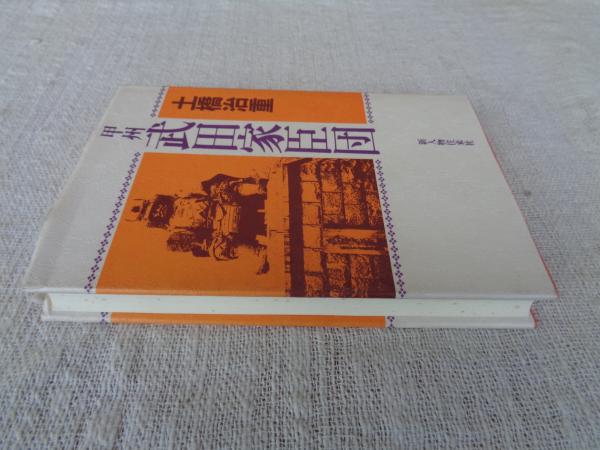 土橋治重
甲州 武田家臣団
新人物往来社